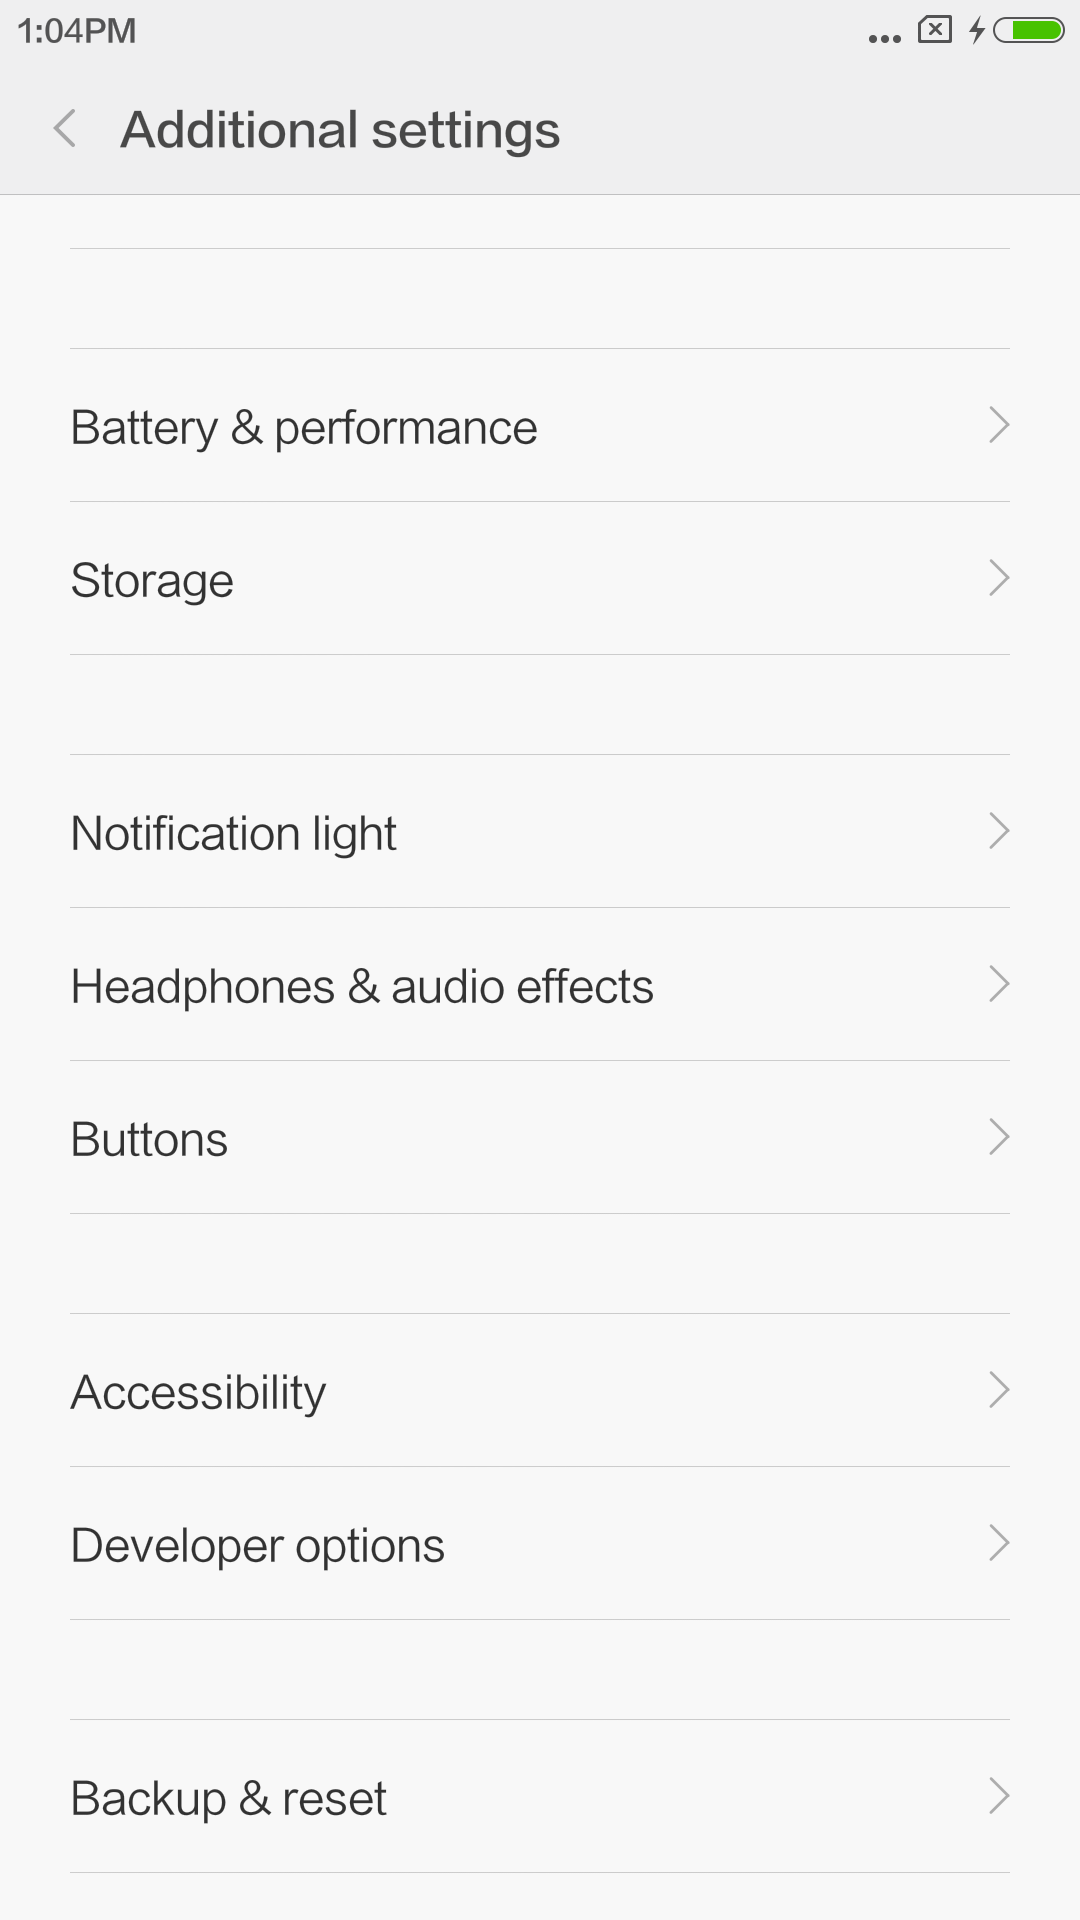 1:04PM
Additional settings
Battery & performance
Storage
Notification light
Headphones & audio effects
Buttons
Accessibility
Developer options
Backup & reset